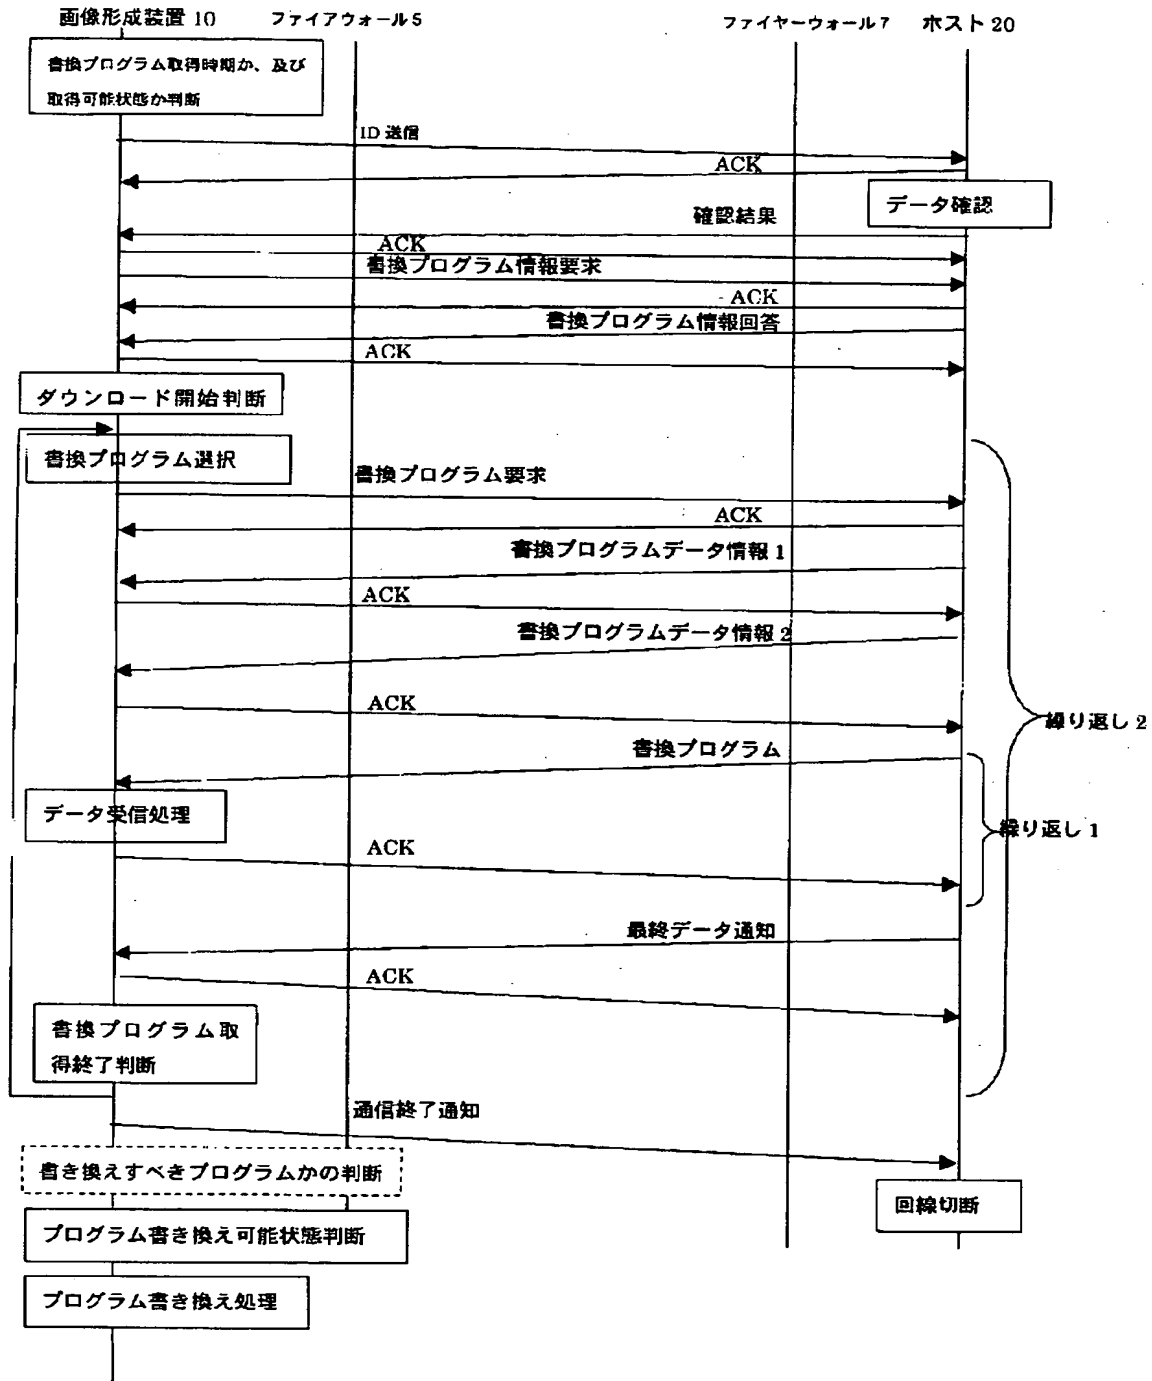 画像形成装置 10
ファイアウォール 5
ファイヤーウォール 7
ホスト 20
書換プログラム取得時期か、及び
取得可能状態か判断
ID 送信
ACK
データ確認
確認結果
ACK
書換プログラム情報要求
ACK
書換プログラム情報回答
ACK
ダウンロード開始判断
書換プログラム選択
書換プログラム要求
ACK
書換プログラムデータ情報 1
ACK
書換プログラムデータ情報 2
ACK
繰り返し 2
書換プログラム
データ受信処理
繰り返し 1
ACK
最終データ通知
ACK
書換プログラム取
得終了判断
通信終了通知
書き換えすべきプログラムかの判断
回線切断
プログラム書き換え可能状態判断
プログラム書き換え処理